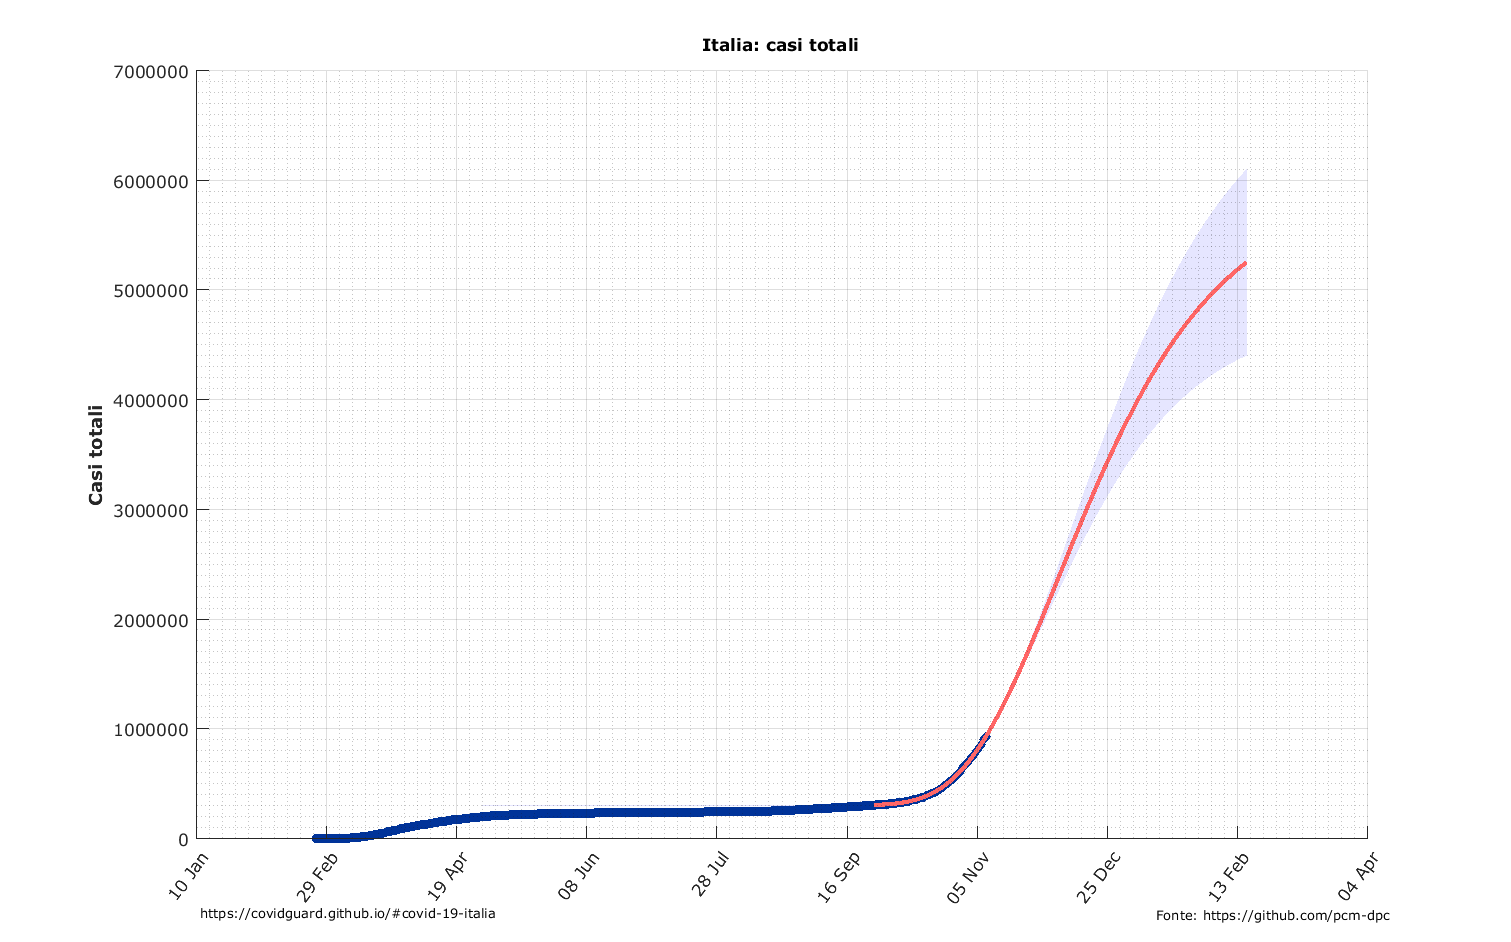 Italia: casi totali
7000000
6000000
5000000
4000000
3000000
2000000
1000000
0
Casi totali
10 Jan
29 Feb
19 Apr
08 Jun
28 Jul
16 Sep
05 Nov
25 Dec
13 Feb
04 Apr
https://covidguard.github.io/#covid-19-italia
Fonte: https://github.com/pcm-dpc